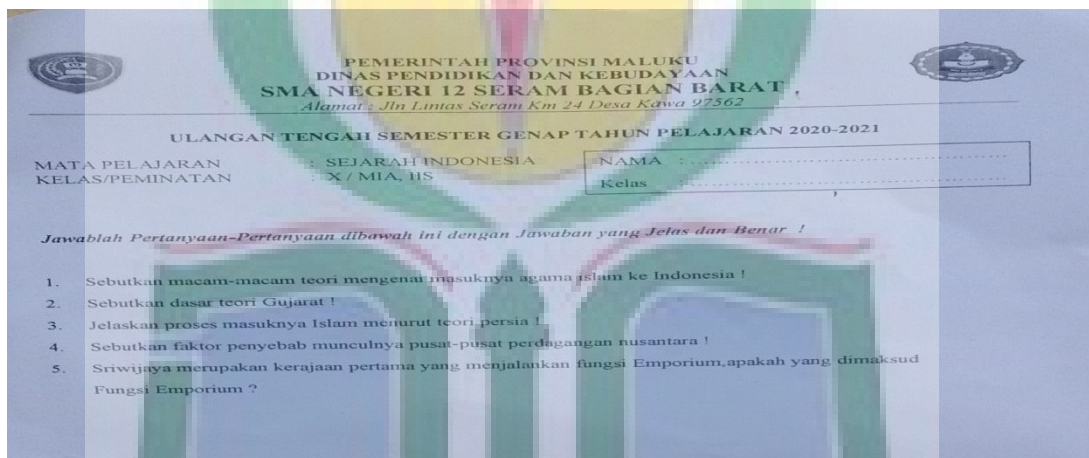 PEMERINTAH PROVINSI MALUKU
DINAS PENDIDIKAN DAN KEBUDAYAAN
SMA NEGERI 12 SERAM BAGIAN BARAT
Alamat : Jln Lintas Seram Km 24 Desa Kawa 97562
ULANGAN TENGAH SEMESTER GENAP TAHUN PELAJARAN 2020-2021
MATA PELAJARAN : SEJARAH INDONESIA
KELAS/PEMINATAN : X / MIA, IIS
NAMA : ....................................................
Kelas : ....................................................
Jawablah Pertanyaan-Pertanyaan dibawah ini dengan Jawaban yang Jelas dan Benar !
1. Sebutkan macam-macam teori mengenai masuknya agama islam ke Indonesia !
2. Sebutkan dasar teori Gujarat !
3. Jelaskan proses masuknya Islam menurut teori persia !
4. Sebutkan faktor penyebab munculnya pusat-pusat perdagangan nusantara !
5. Sriwijaya merupakan kerajaan pertama yang menjalankan fungsi Emporium,apakah yang dimaksud
Fungsi Emporium ?